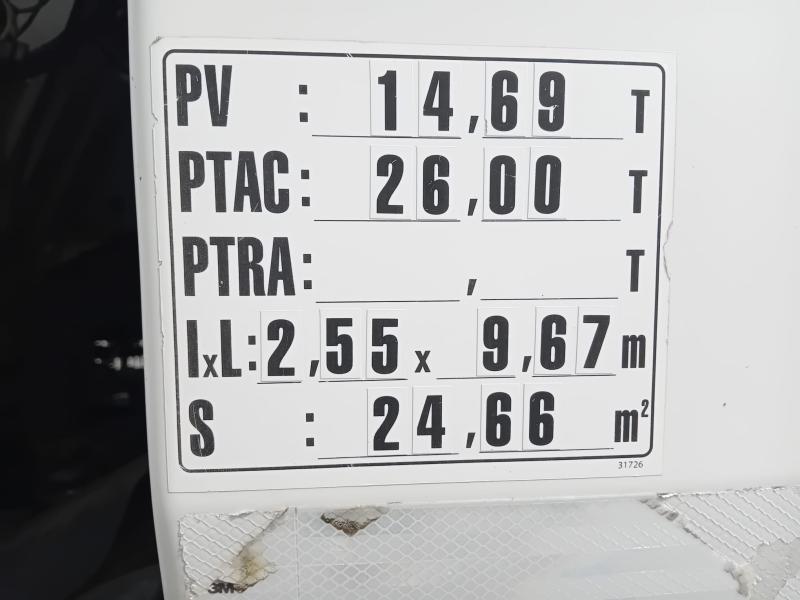 PV : 14,69 T
PTAC : 26,00 T
PTRA : , T
lxL : 2,55 x 9,67 m
S : 24,66 m²
31726
3M